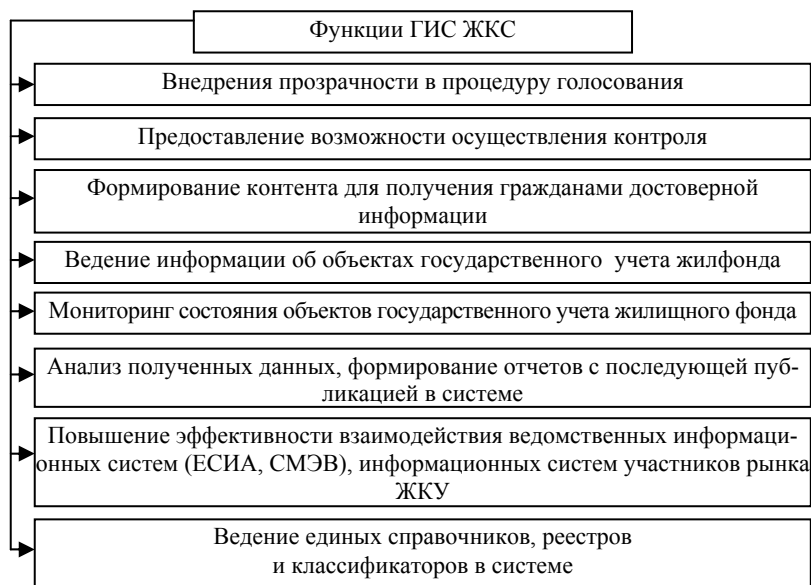 Функции ГИС ЖКС
Внедрения прозрачности в процедуру голосования
Предоставление возможности осуществления контроля
Формирование контента для получения гражданами достоверной
информации
Ведение информации об объектах государственного учета жилфонда
Мониторинг состояния объектов государственного учета жилищного фонда
Анализ полученных данных, формирование отчетов с последующей пуб-
ликацией в системе
Повышение эффективности взаимодействия ведомственных информаци-
онных систем (ЕСИА, СМЭВ), информационных систем участников рынка
ЖКУ
Ведение единых справочников, реестров
и классификаторов в системе